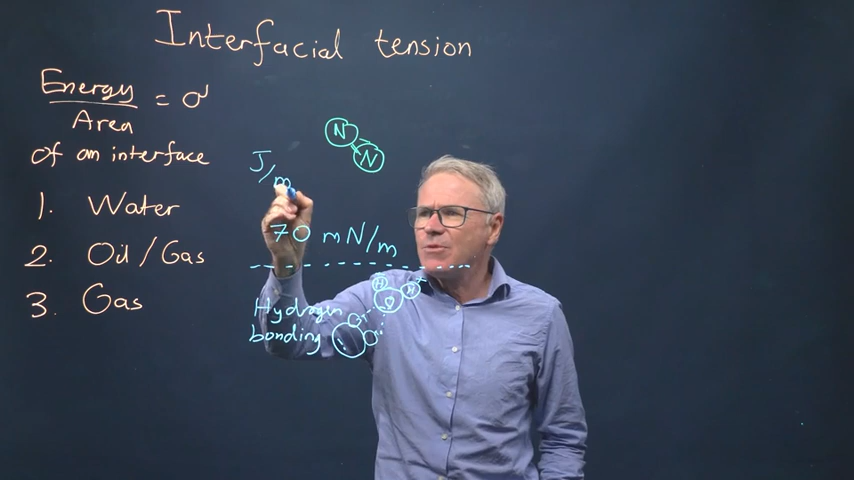 Interfacial tension
Energy
Area
= σ
of an interface
1. Water
2. Oil / Gas
3. Gas
N
N
J/m
70 mN/m
Hydrogen
bonding
H
H
O